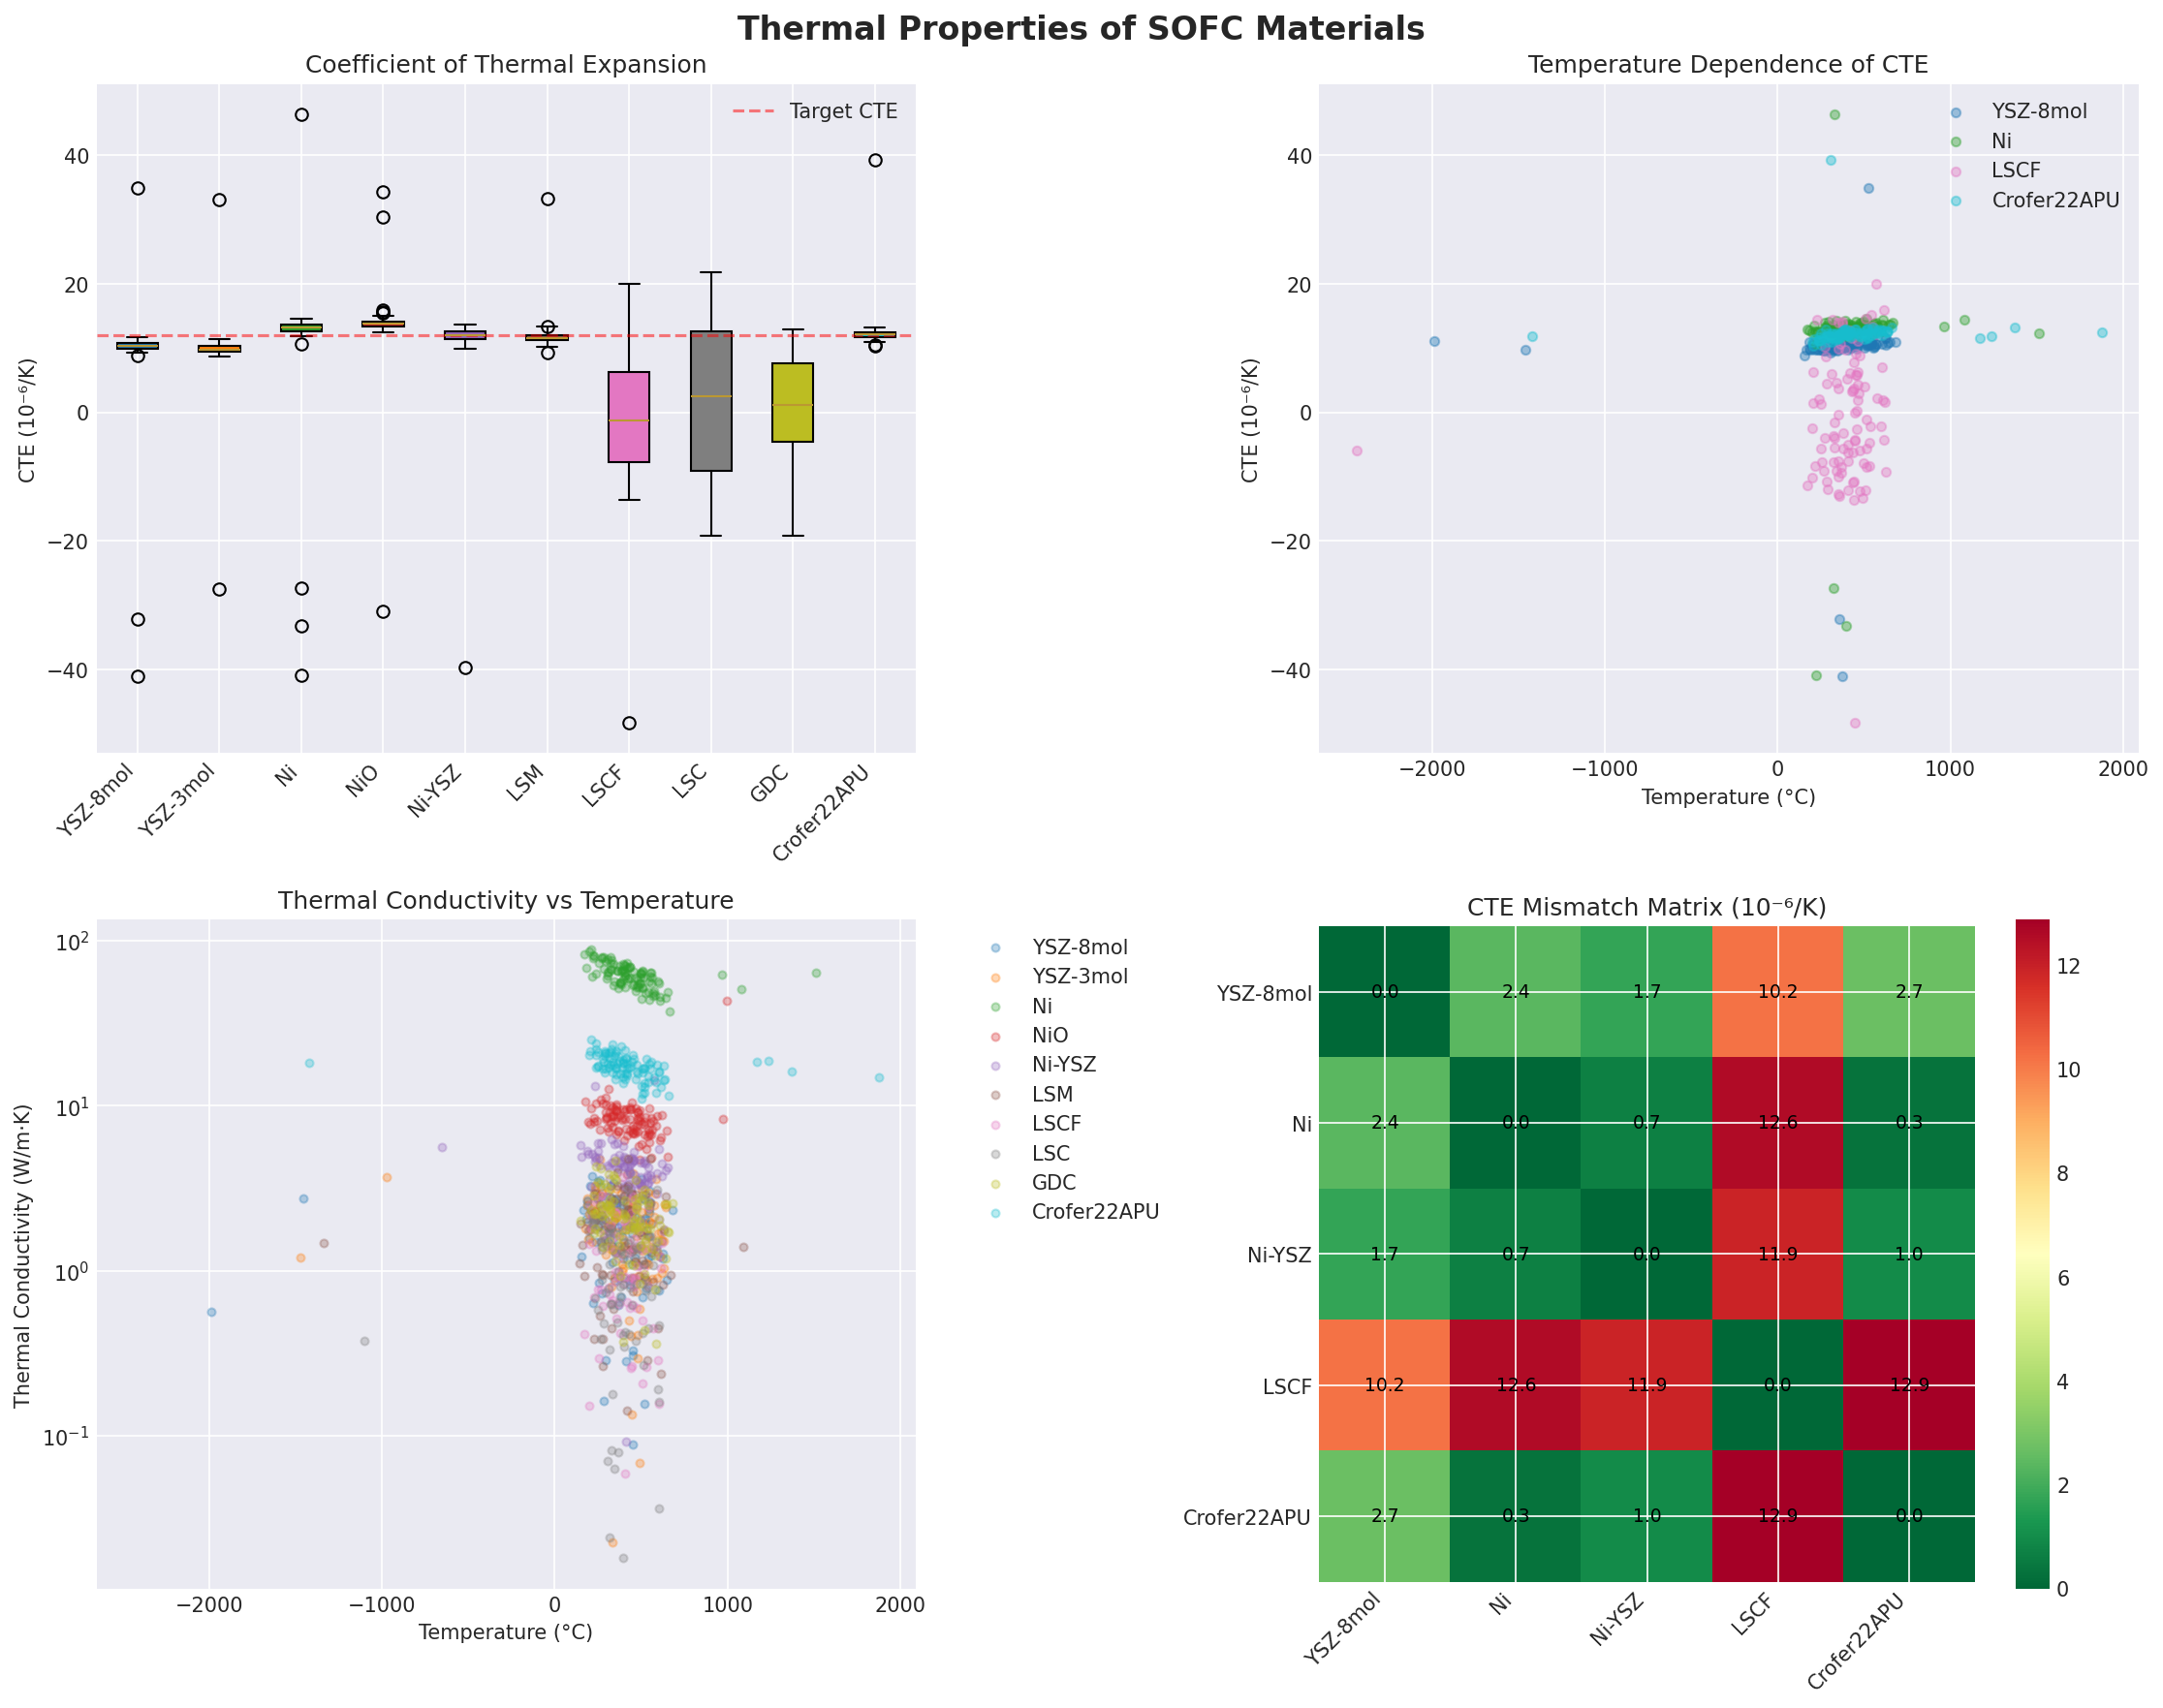 Thermal Properties of SOFC Materials
Coefficient of Thermal Expansion
Target CTE
CTE (10⁻⁶/K)
40
20
0
−20
−40
YSZ-8mol
YSZ-3mol
Ni
NiO
Ni-YSZ
LSM
LSCF
LSC
GDC
Crofer22APU
Temperature Dependence of CTE
YSZ-8mol
Ni
LSCF
Crofer22APU
CTE (10⁻⁶/K)
40
20
0
−20
−40
−2000 −1000 0 1000 2000
Temperature (°C)
Thermal Conductivity vs Temperature
Thermal Conductivity (W/m·K)
10²
10¹
10⁰
10⁻¹
−2000 −1000 0 1000 2000
Temperature (°C)
YSZ-8mol
YSZ-3mol
Ni
NiO
Ni-YSZ
LSM
LSCF
LSC
GDC
Crofer22APU
CTE Mismatch Matrix (10⁻⁶/K)
YSZ-8mol 0.0 2.4 1.7 10.2 2.7
Ni 2.4 0.0 0.7 12.6 0.3
Ni-YSZ 1.7 0.7 0.0 11.9 1.0
LSCF 10.2 12.6 11.9 0.0 12.9
Crofer22APU 2.7 0.3 1.0 12.9 0.0
YSZ-8mol
Ni
Ni-YSZ
LSCF
Crofer22APU
12
10
8
6
4
2
0